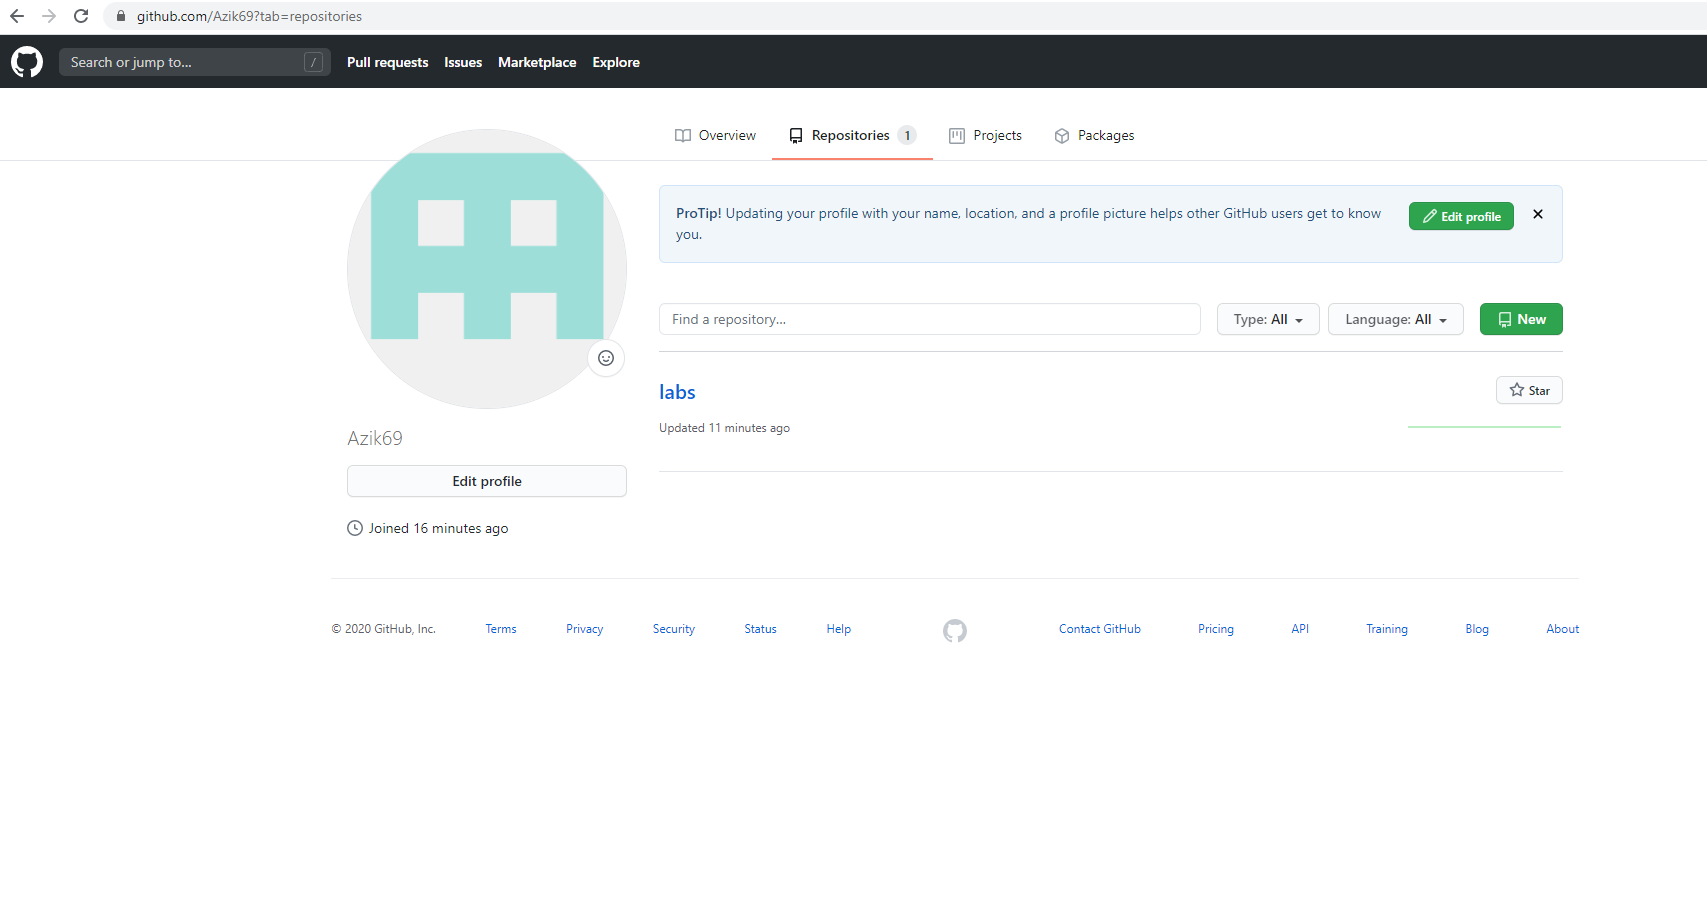 github.com/Azik69?tab=repositories
Search or jump to... /
Pull requests Issues Marketplace Explore
Overview Repositories 1 Projects Packages
ProTip! Updating your profile with your name, location, and a profile picture helps other GitHub users get to know
you.
Edit profile
Find a repository...
Type: All Language: All New
labs
Star
Updated 11 minutes ago
Azik69
Edit profile
Joined 16 minutes ago
© 2020 GitHub, Inc. Terms Privacy Security Status Help Contact GitHub Pricing API Training Blog About